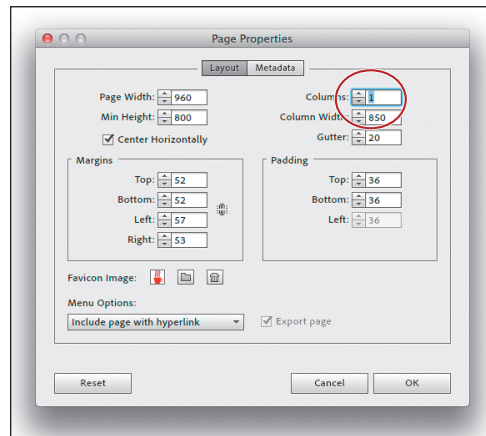 Page Properties
Layout Metadata
Page Width: 960
Columns: 1
Min Height: 800
Column Width: 850
Center Horizontally
Gutter: 20
Margins
Padding
Top: 52
Top: 36
Bottom: 52
Bottom: 36
Left: 57
Left: 36
Right: 53
Favicon Image:
Menu Options:
Include page with hyperlink
Export page
Reset
Cancel
OK